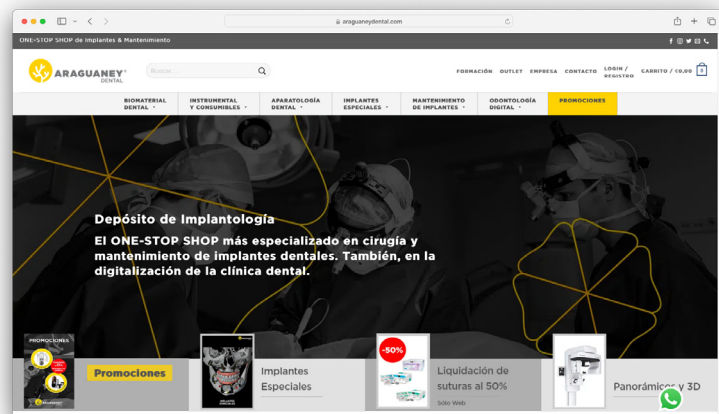 araguaneydental.com
ONE-STOP SHOP de Implantes & Mantenimiento
ARAGUANEY
DENTAL
Buscar...
FORMACIÓN OUTLET EMPRESA CONTACTO LOGIN / REGISTRO CARRITO / €0,00 0
BIOMATERIAL DENTAL
INSTRUMENTAL Y CONSUMIBLES
APARATOLOGÍA DENTAL
IMPLANTES ESPECIALES
MANTENIMIENTO DE IMPLANTES
ODONTOLOGÍA DIGITAL
PROMOCIONES
Depósito de Implantología
El ONE-STOP SHOP más especializado en cirugía y
mantenimiento de implantes dentales. También, en la
digitalización de la clínica dental.
PROMOCIONES
ARAGUANEY
Promociones
IMPLANTES
ESPECIALES
Implantes
Especiales
-50%
Liquidación de
suturas al 50%
Sólo Web
Panorámicos y 3D